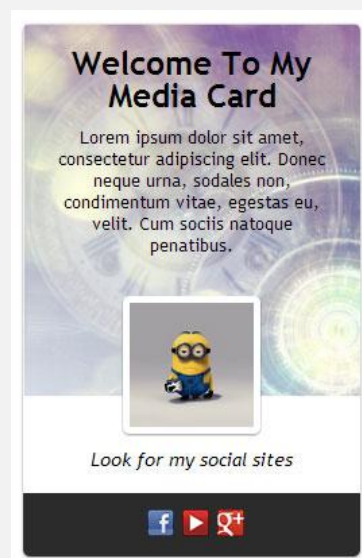 Welcome To My
Media Card
Lorem ipsum dolor sit amet,
consectetur adipiscing elit. Donec
neque urna, sodales non,
condimentum vitae, egestas eu,
velit. Cum sociis natoque
penatibus.
Look for my social sites
f g+